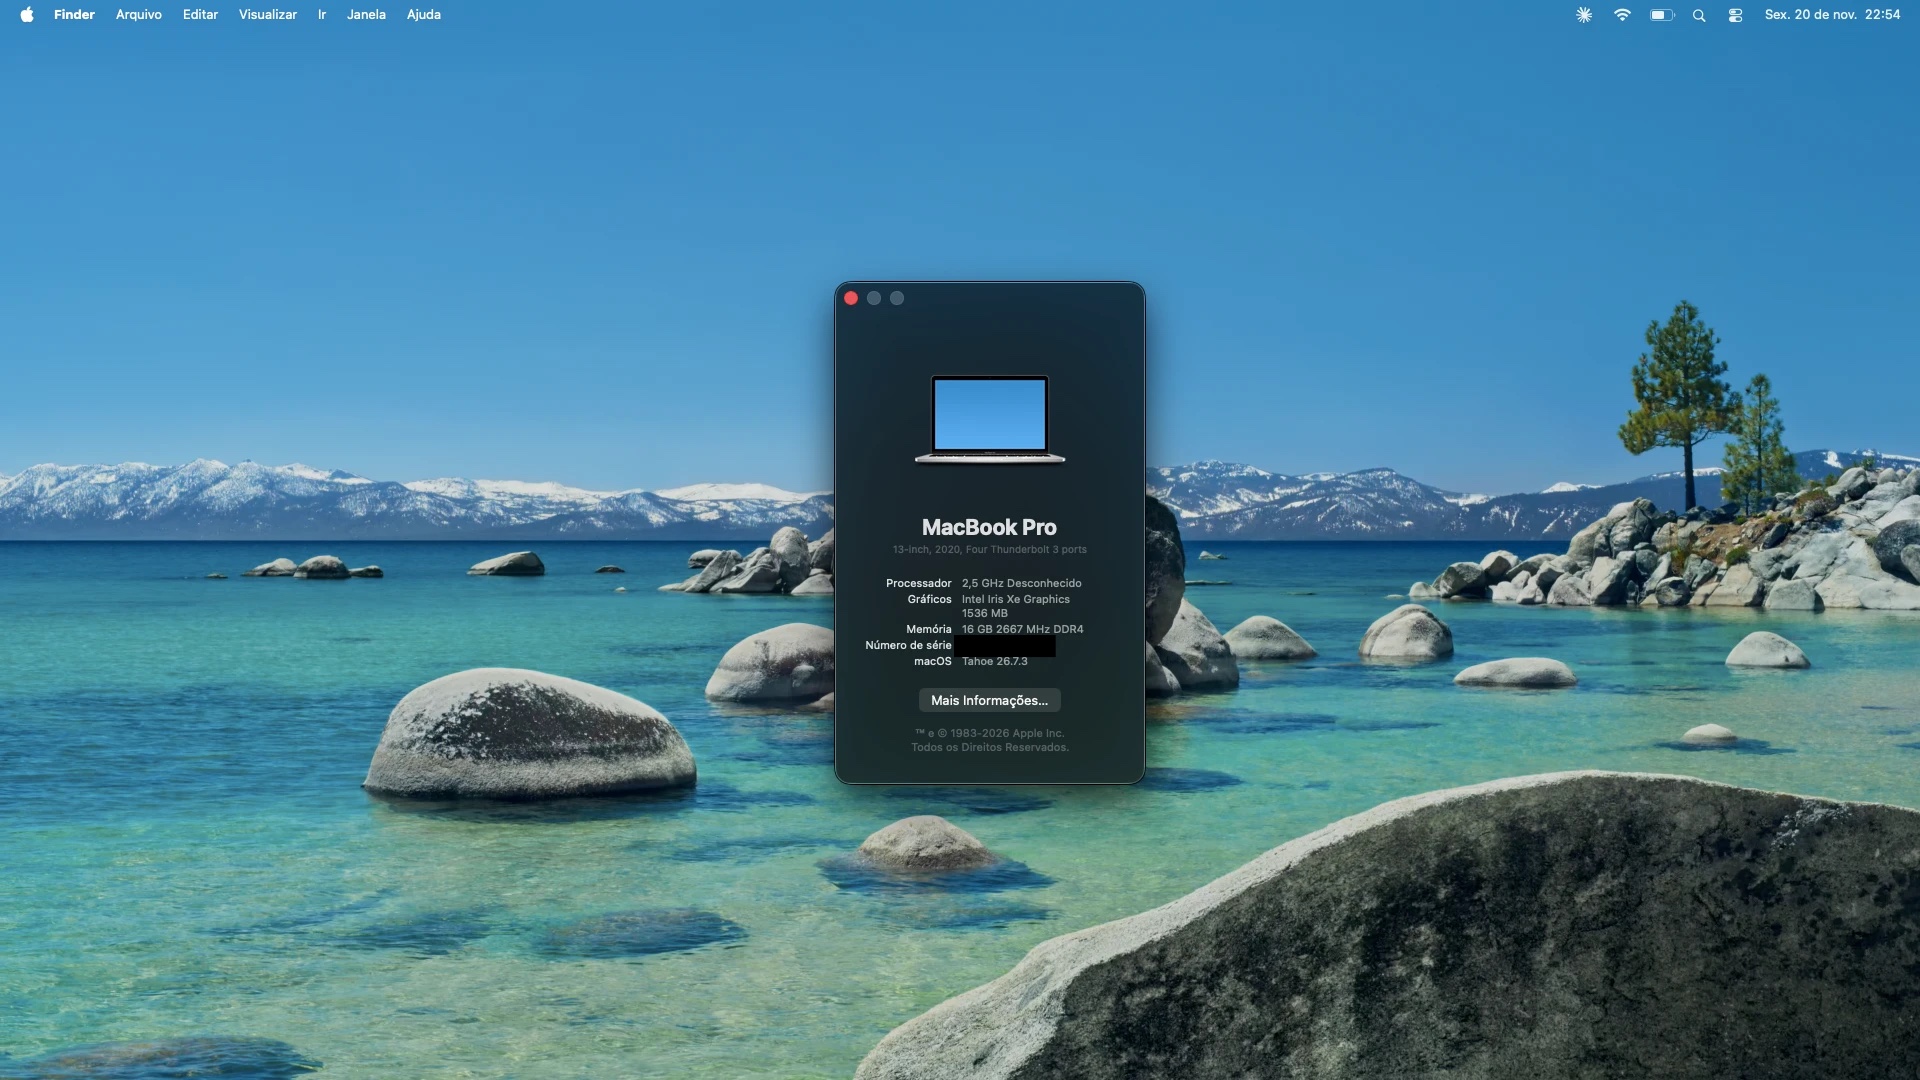 Finder Arquivo Editar Visualizar Ir Janela Ajuda Sex. 20 de nov. 22:54
MacBook Pro
13-inch, 2020, Four Thunderbolt 3 ports
Processador 2,5 GHz Desconhecido
Gráficos Intel Iris Xe Graphics
1536 MB
Memória 16 GB 2667 MHz DDR4
Número de série
macOS Tahoe 26.7.3
Mais Informações...
™ e © 1983-2026 Apple Inc.
Todos os Direitos Reservados.